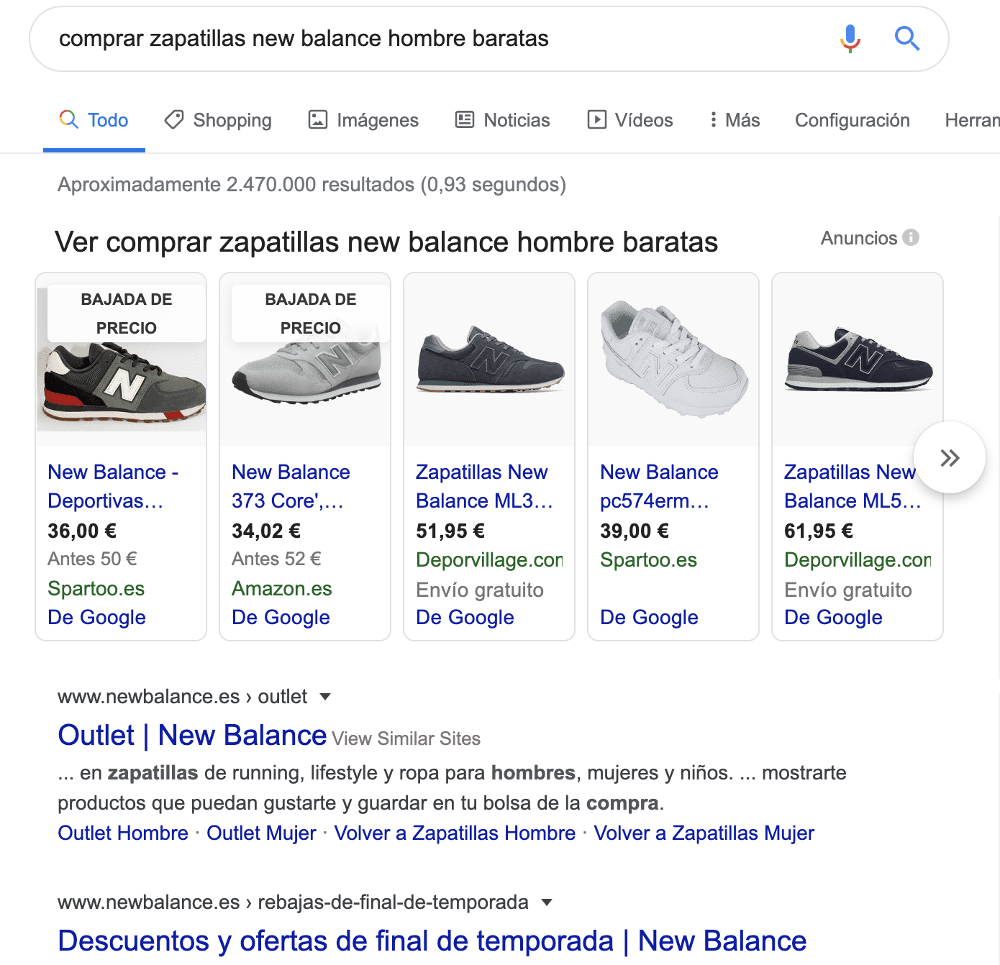 comprar zapatillas new balance hombre baratas
Todo Shopping Imágenes Noticias Vídeos Más Configuración Herram
Aproximadamente 2.470.000 resultados (0,93 segundos)
Ver comprar zapatillas new balance hombre baratas
Anuncios
BAJADA DE
PRECIO
New Balance -
Deportivas...
36,00 €
Antes 50 €
Spartoo.es
De Google
BAJADA DE
PRECIO
New Balance
373 Core',...
34,02 €
Antes 52 €
Amazon.es
De Google
Zapatillas New
Balance ML3...
51,95 €
Deporvillage.com
Envío gratuito
De Google
New Balance
pc574erm...
39,00 €
Spartoo.es
De Google
Zapatillas New
Balance ML5...
61,95 €
Deporvillage.com
Envío gratuito
De Google
www.newbalance.es › outlet
Outlet | New Balance View Similar Sites
... en zapatillas de running, lifestyle y ropa para hombres, mujeres y niños. ... mostrarte
productos que puedan gustarte y guardar en tu bolsa de la compra.
Outlet Hombre · Outlet Mujer · Volver a Zapatillas Hombre · Volver a Zapatillas Mujer
www.newbalance.es › rebajas-de-final-de-temporada
Descuentos y ofertas de final de temporada | New Balance